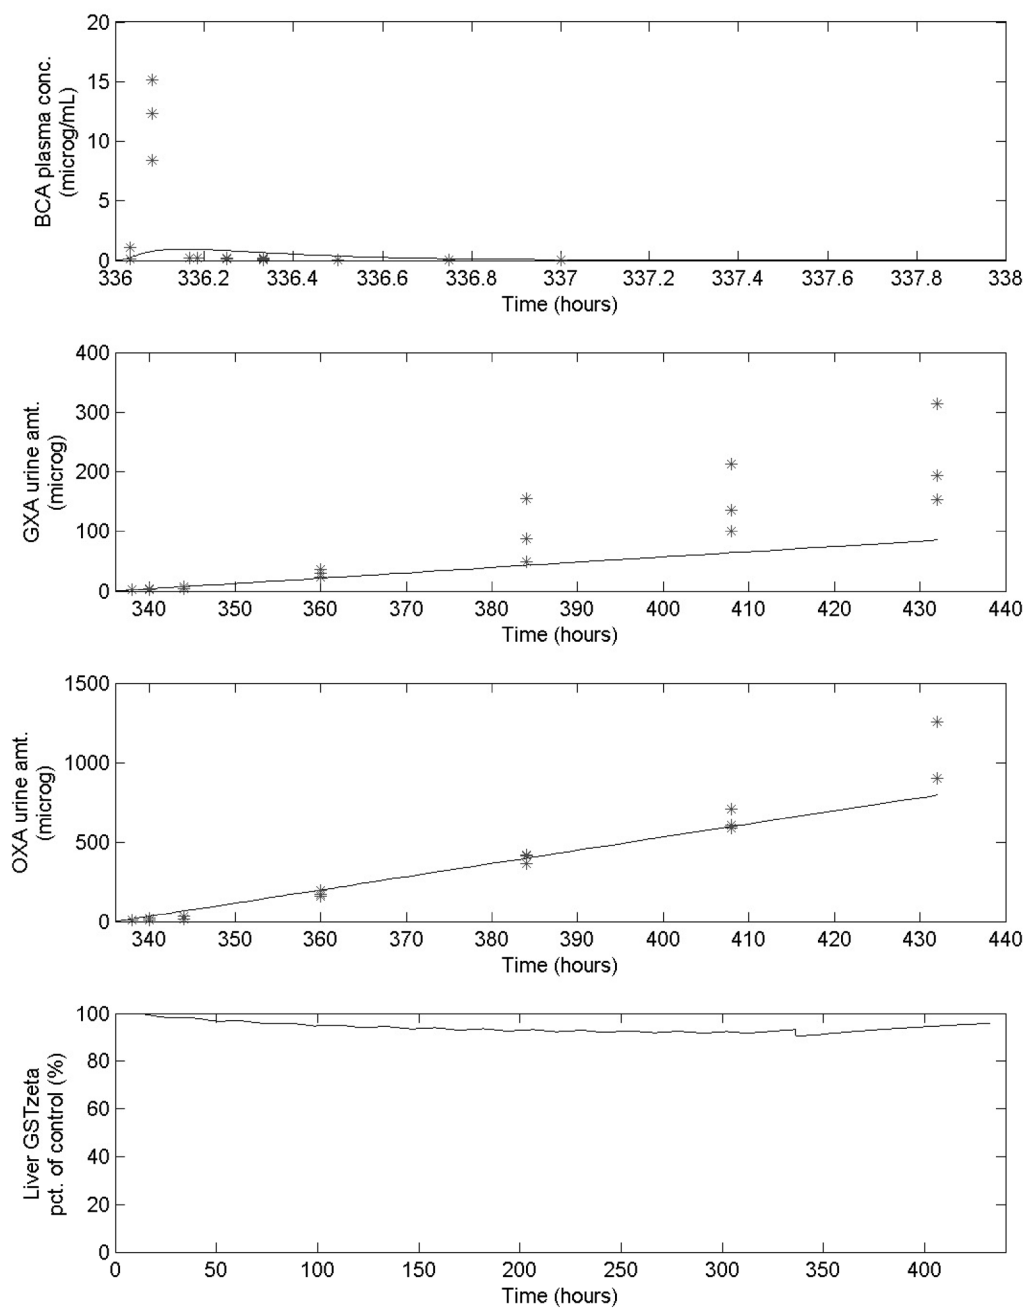 20
15
10
5
0
BCA plasma conc.
(microg/mL)
336 336.2 336.4 336.6 336.8 337 337.2 337.4 337.6 337.8 338
Time (hours)
400
300
200
100
0
GXA urine amt.
(microg)
340 350 360 370 380 390 400 410 420 430 440
Time (hours)
1500
1000
500
0
OXA urine amt.
(microg)
340 350 360 370 380 390 400 410 420 430 440
Time (hours)
100
80
60
40
20
0
Liver GSTzeta
pct. of control (%)
0 50 100 150 200 250 300 350 400
Time (hours)